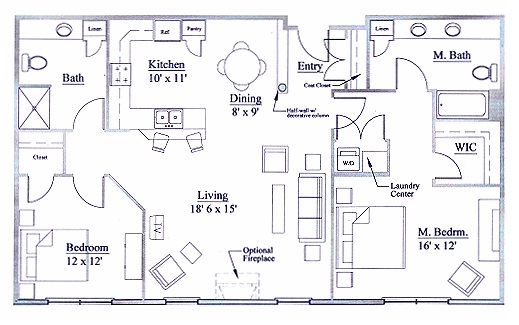 Linen
Bath
Kitchen
10' x 11'
Ref.
Pantry
Dining
8' x 9'
Entry
Coat Closet
Half-wall w/
decorative column
Linen
M. Bath
Closet
W/D
Laundry
Center
WIC
Living
18' 6 x 15'
TV
Bedroom
12 x 12'
Optional
Fireplace
M. Bedrm.
16' x 12'